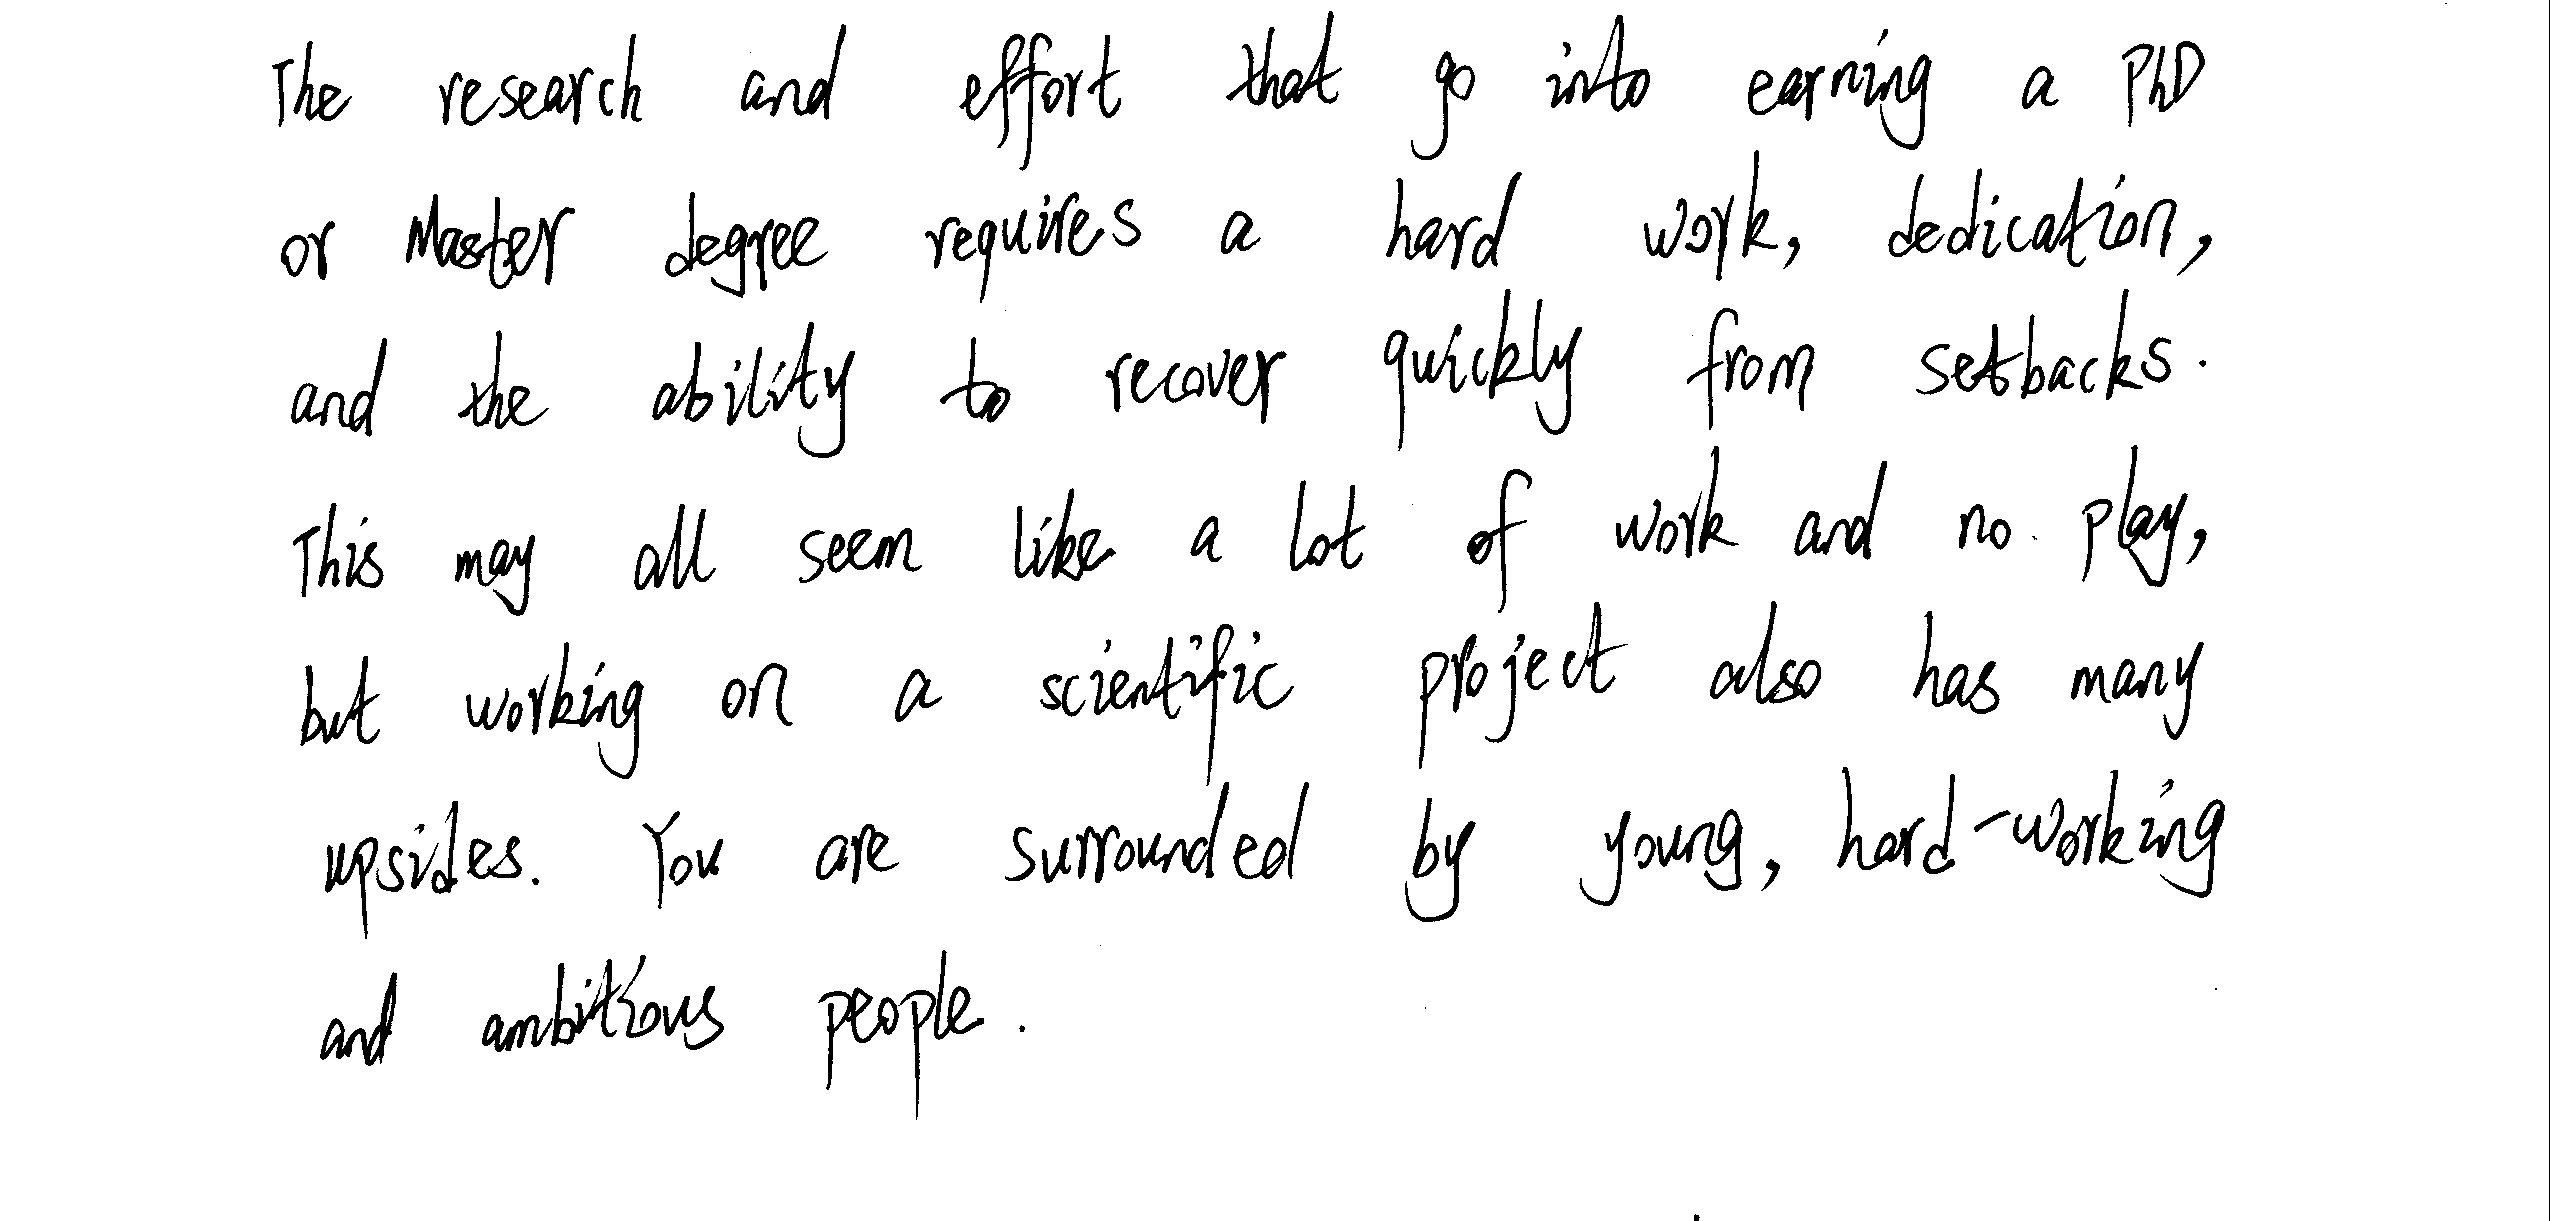 The research and effort that go into earning a PhD
or Master degree requires a hard work, dedication,
and the ability to recover quickly from setbacks.
This may all seem like a lot of work and no play,
but working on a scientific project also has many
upsides. You are surrounded by young, hard-working
and ambitious people.